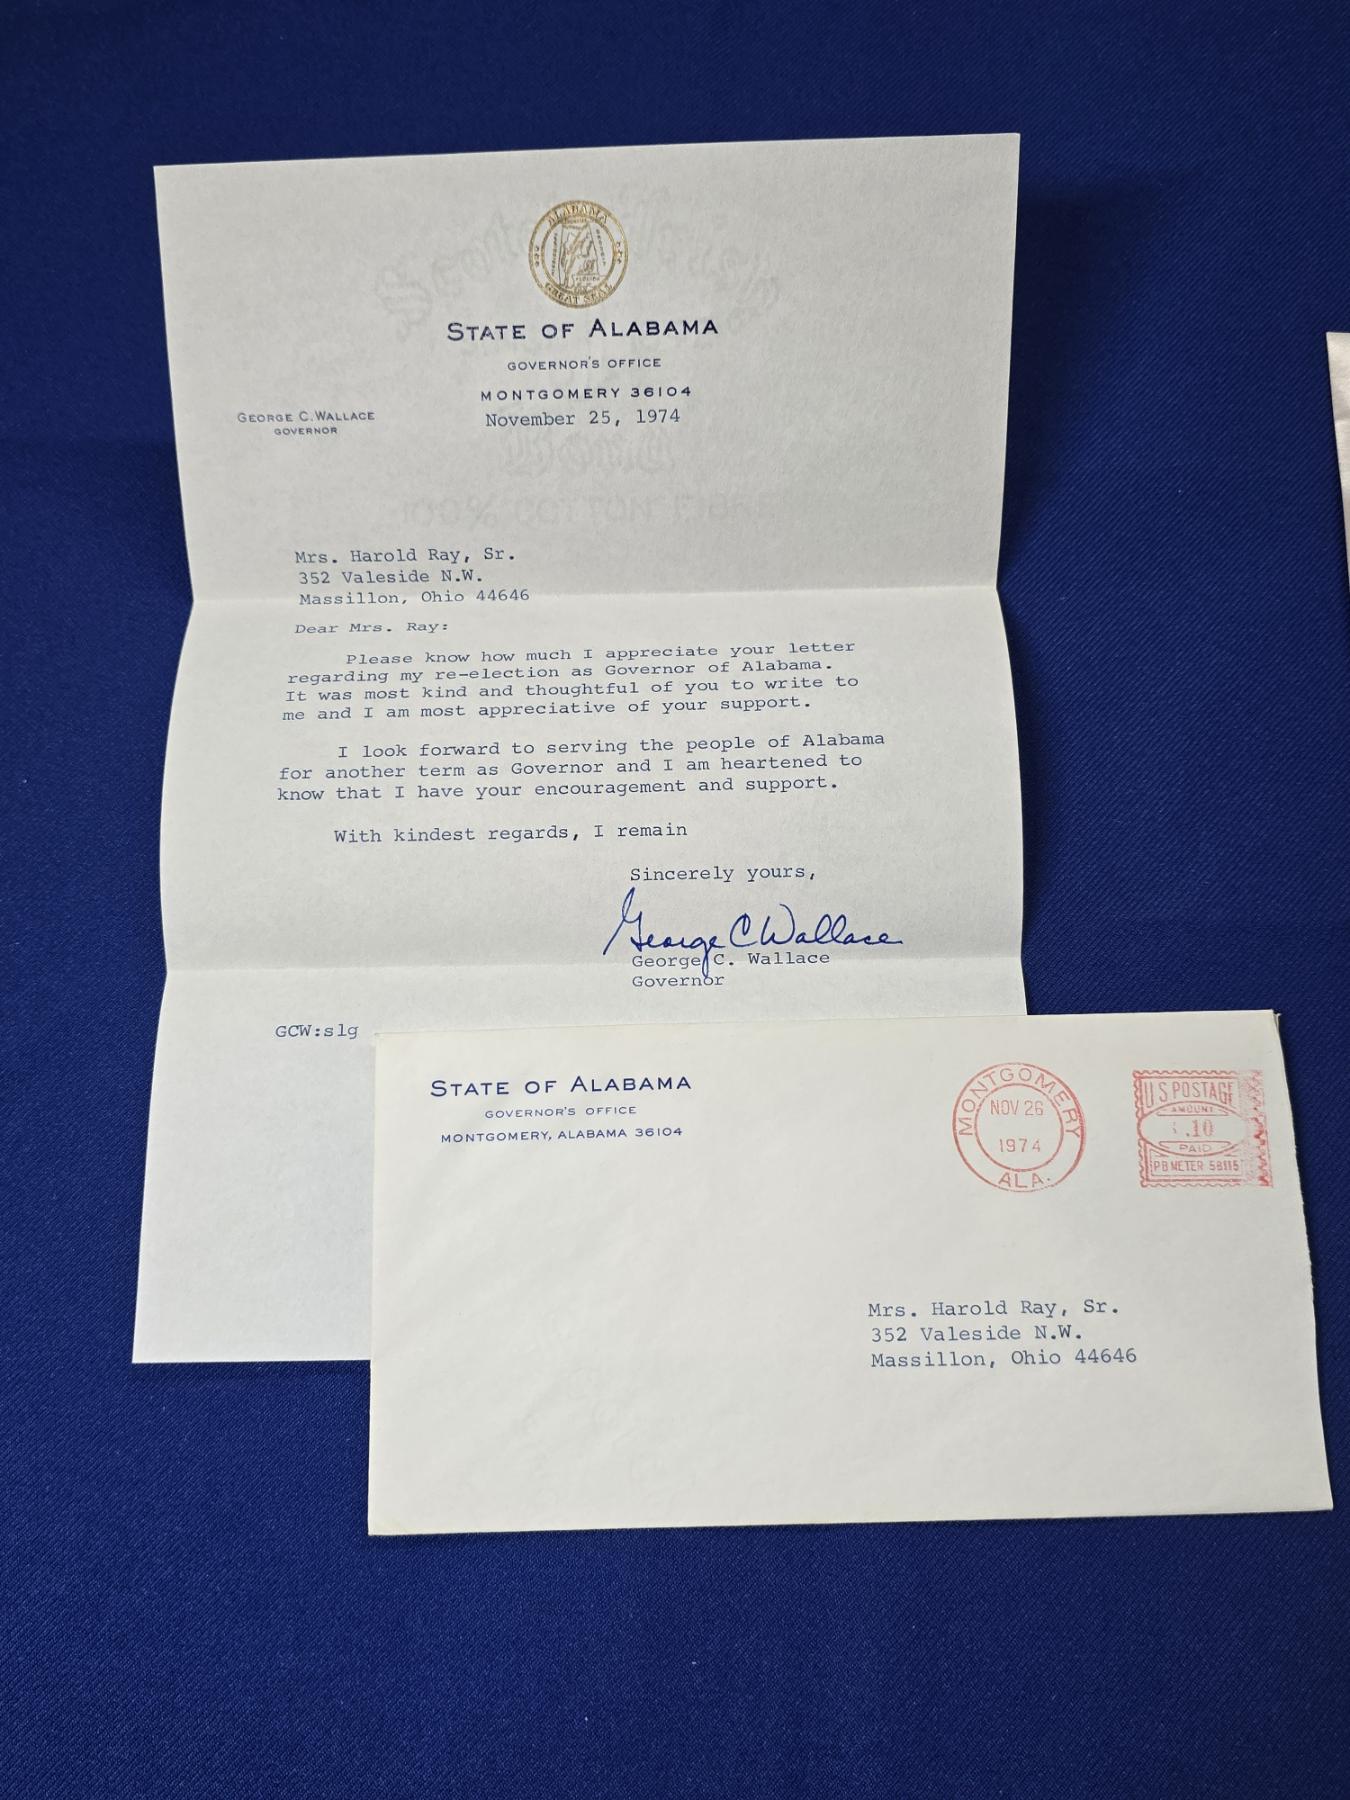 ALABAMA
GREAT SEAL
STATE OF ALABAMA
GOVERNOR'S OFFICE
MONTGOMERY 36104
GEORGE C. WALLACE
GOVERNOR
November 25, 1974
Bond
100% COTTON FIBER
Mrs. Harold Ray, Sr.
352 Valeside N.W.
Massillon, Ohio 44646
Dear Mrs. Ray:
Please know how much I appreciate your letter
regarding my re-election as Governor of Alabama.
It was most kind and thoughtful of you to write to
me and I am most appreciative of your support.
I look forward to serving the people of Alabama
for another term as Governor and I am heartened to
know that I have your encouragement and support.
With kindest regards, I remain
Sincerely yours,
George C Wallace
George C. Wallace
Governor
GCW:slg
STATE OF ALABAMA
GOVERNOR'S OFFICE
MONTGOMERY, ALABAMA 36104
MONTGOMERY
NOV 26
1974
ALA.
U.S. POSTAGE
AMOUNT
.10
PAID
PB METER 58115
Mrs. Harold Ray, Sr.
352 Valeside N.W.
Massillon, Ohio 44646